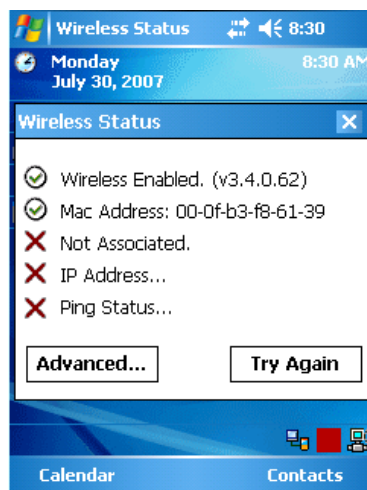 Wireless Status 8:30
Monday 8:30 AM
July 30, 2007
Wireless Status
Wireless Enabled. (v3.4.0.62)
Mac Address: 00-0f-b3-f8-61-39
Not Associated.
IP Address...
Ping Status...
Advanced... Try Again
Calendar Contacts